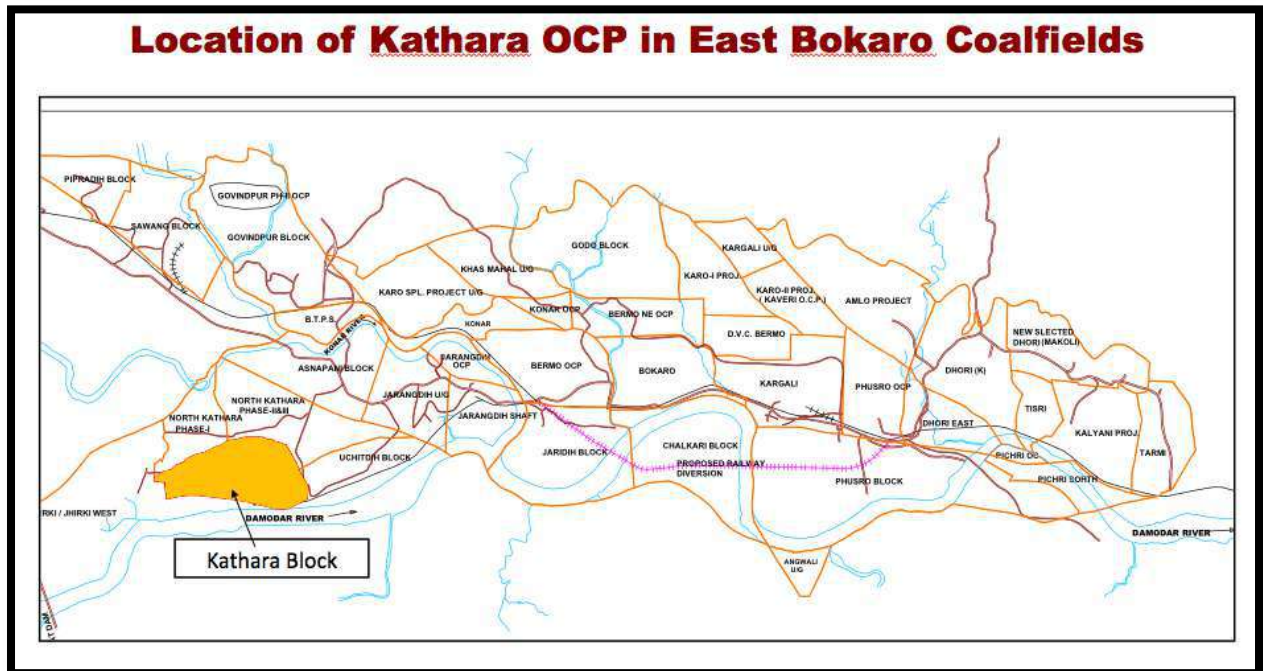 Location of Kathara OCP in East Bokaro Coalfields
PIPRADIH BLOCK
GOVINDPUR PH-II OCP
SAWANG BLOCK
GOVINDPUR BLOCK
GODO BLOCK
KARGALI U/G
KHAS MAHAL U/G
KARO-I PROJ.
KARO SPL. PROJECT U/G
KARO-II PROJ.
( KAVERI O.C.P.)
AMLO PROJECT
KONAR OCP
BERMO NE OCP
B.T.P.S.
KONAR RIVER
KONAR
D.V.C. BERMO
NEW SLECTED
DHORI (MAKOLI)
ASNAPANI BLOCK
SARANGDIH
OCP
BERMO OCP
BOKARO
KARGALI
PHUSRO OCP
DHORI (K)
JARANGDIH U/G
NORTH KATHARA
PHASE-II&III
NORTH KATHARA
PHASE-I
JARANGDIH SHAFT
TISRI
DHORI EAST
KALYANI PROJ.
TARMI
UCHITDIH BLOCK
JARIDIH BLOCK
CHALKARI BLOCK
PROPOSED RAILWAY
DIVERSION
PICHRI OC
PHUSRO BLOCK
PICHRI SORTH
IRKI / JHIRKI WEST
DAMODAR RIVER
DAMODAR RIVER
Kathara Block
ANGWALI
U/G
AT DAM